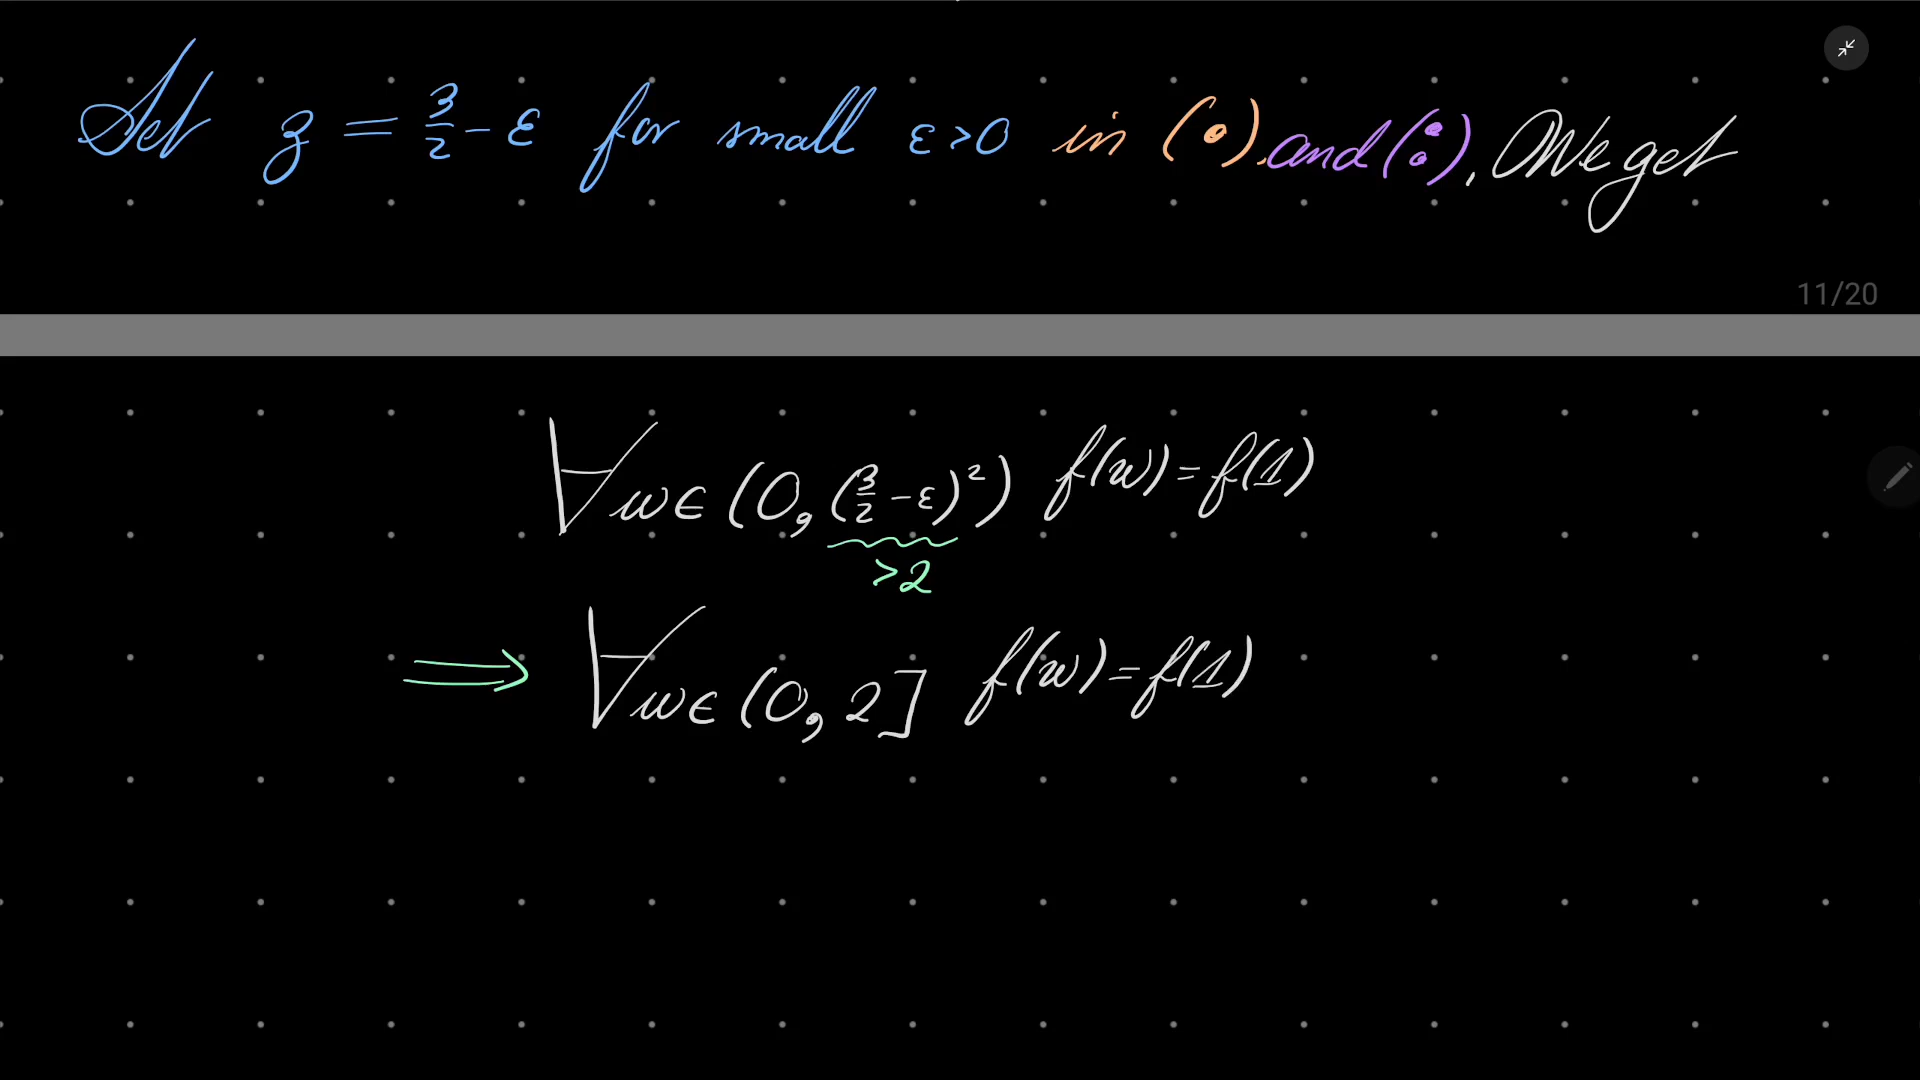 Set z = 3/2 - ε for small ε>0 in (•). and (:). We get
11/20
∀w∈(0,(3/2-ε)²) f(w)=f(1)
>2
⇒ ∀w∈(0,2] f(w)=f(1)